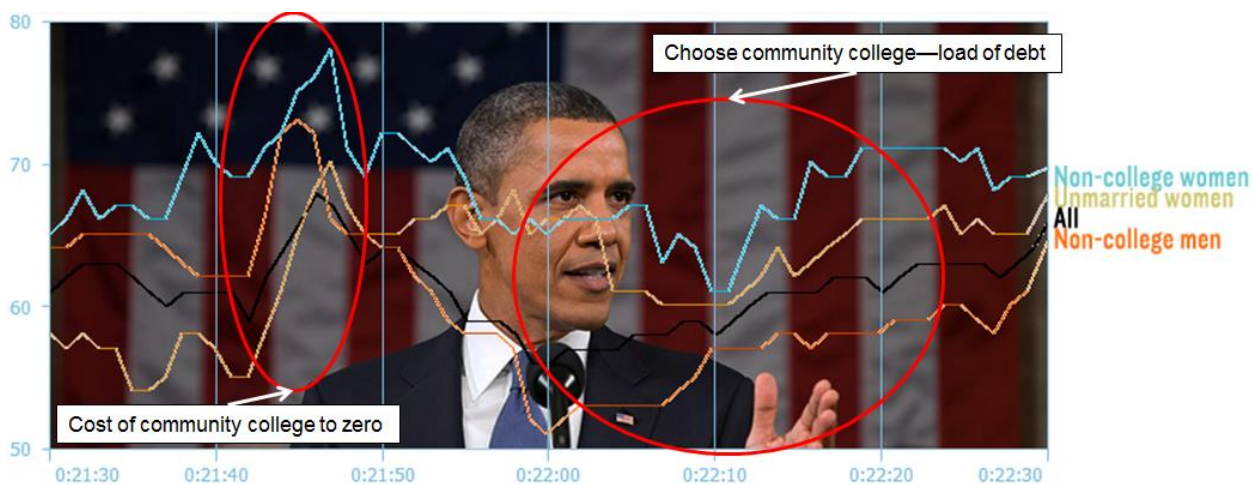 80
Choose community college—load of debt
70
Non-college women
Unmarried women
All
Non-college men
60
Cost of community college to zero
50
0:21:30 0:21:40 0:21:50 0:22:00 0:22:10 0:22:20 0:22:30